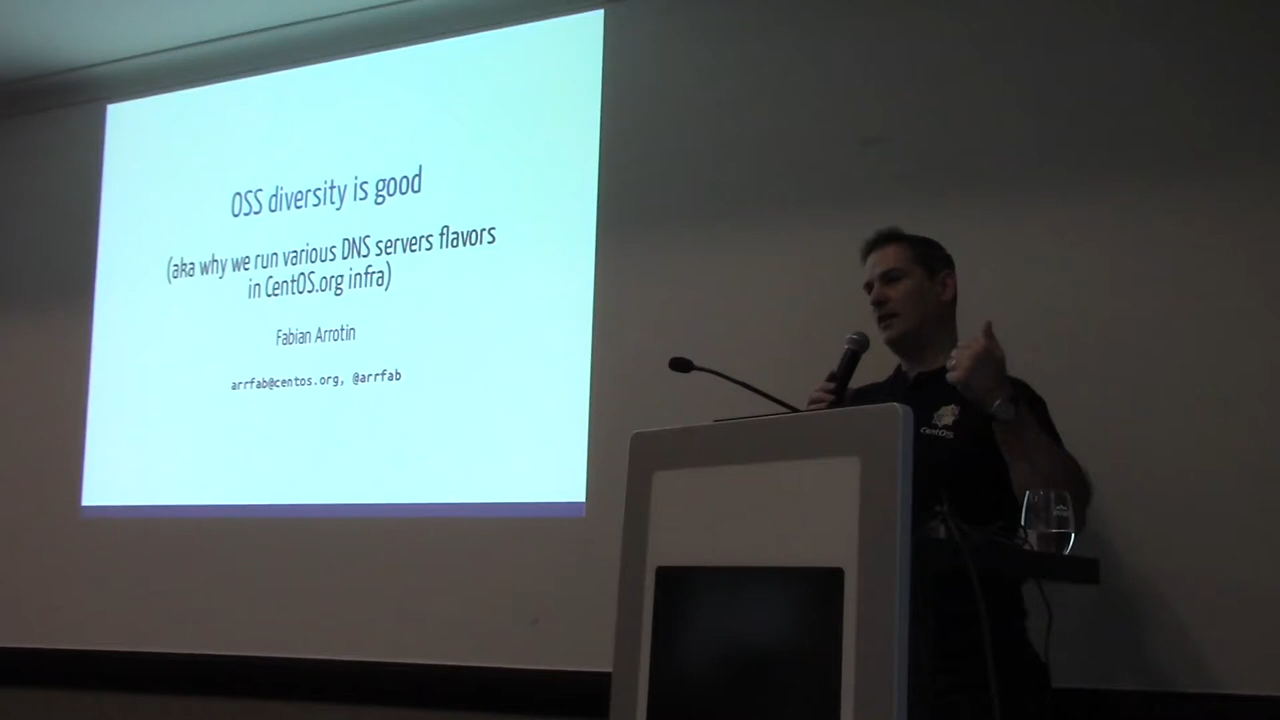 OSS diversity is good
(aka why we run various DNS servers flavors
in CentOS.org infra)
Fabian Arrotin
arrfab@centos.org, @arrfab
CentOS